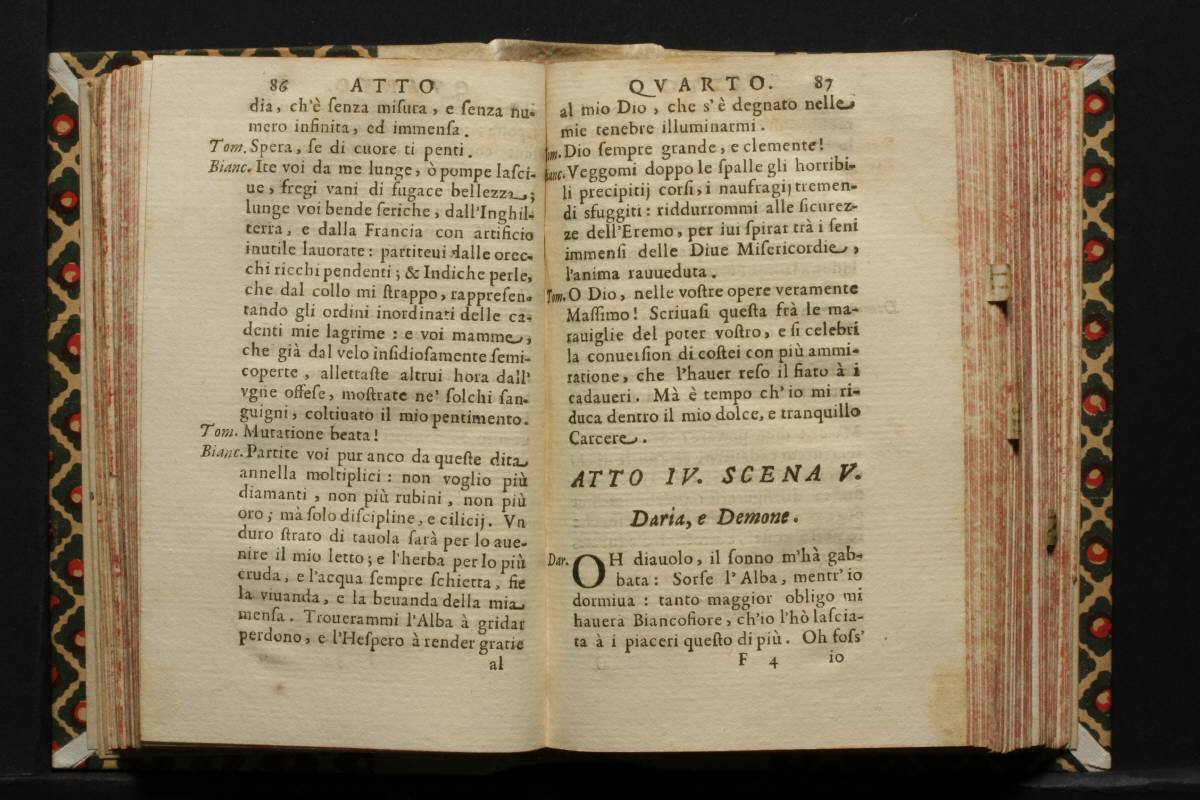 86 ATTO
dia, ch'è ſenza miſura, e ſenza nu-
mero infinita, ed immenſa.
Tom. Spera, ſe di cuore ti penti.
Bianc. Ite voi da me lunge, ò pompe laſci-
ue, fregi vani di fugace bellezza;
lunge voi bende ſeriche, dall'Inghil-
terra, e dalla Francia con artificio
inutile lauorate: partiteui dalle orec-
chi ricchi pendenti; & Indiche perle,
che dal collo mi ſtrappo, rappreſen-
tando gli ordini inordinati delle ca-
denti mie lagrime: e voi mamme,
che già dal velo inſidioſamente ſemi-
coperte, allettaſte altrui hora dall'
vgne offeſe, moſtrate ne' ſolchi ſan-
guigni, coltiuato il mio pentimento.
Tom. Mutatione beata!
Bianc. Partite voi pur anco da queſte dita
annella moltiplici: non voglio più
diamanti, non più rubini, non più
oro; mà ſolo diſcipline, e cilicij. Vn
duro ſtrato di tauola ſarà per lo aue-
nire il mio letto; e l'herba per lo più
cruda, e l'acqua ſempre ſchietta, fie
la viuanda, e la beuanda della mia
menſa. Trouerammi l'Alba à gridar
perdono, e l'Heſpero à render gratie
al
QVARTO. 87
al mio Dio, che s'è degnato nelle
mie tenebre illuminarmi.
om. Dio ſempre grande, e clemente!
anc. Veggomi doppo le ſpalle gli horribi-
li precipitij corſi, i naufragij tremen-
di sfuggiti: riddurrommi alle ſicurez-
ze dell'Eremo, per iui ſpirar trà i ſeni
immenſi delle Diue Miſericordie,
l'anima rauueduta.
Tom. O Dio, nelle voſtre opere veramente
Maſſimo! Scriuaſi queſta frà le ma-
rauiglie del poter voſtro, e ſi celebri
la conuerſion di coſtei con più ammi-
ratione, che l'hauer reſo il fiato à i
cadaueri. Mà è tempo ch'io mi ri-
duca dentro il mio dolce, e tranquillo
Carcere.
ATTO IV. SCENA V.
Daria, e Demone.
Dar. OH diauolo, il ſonno m'hà gab-
bata: Sorſe l'Alba, mentr'io
dormiua: tanto maggior obligo mi
hauera Biancofiore, ch'io l'hò laſcia-
ta à i piaceri queſto di più. Oh foſs'
F 4 io